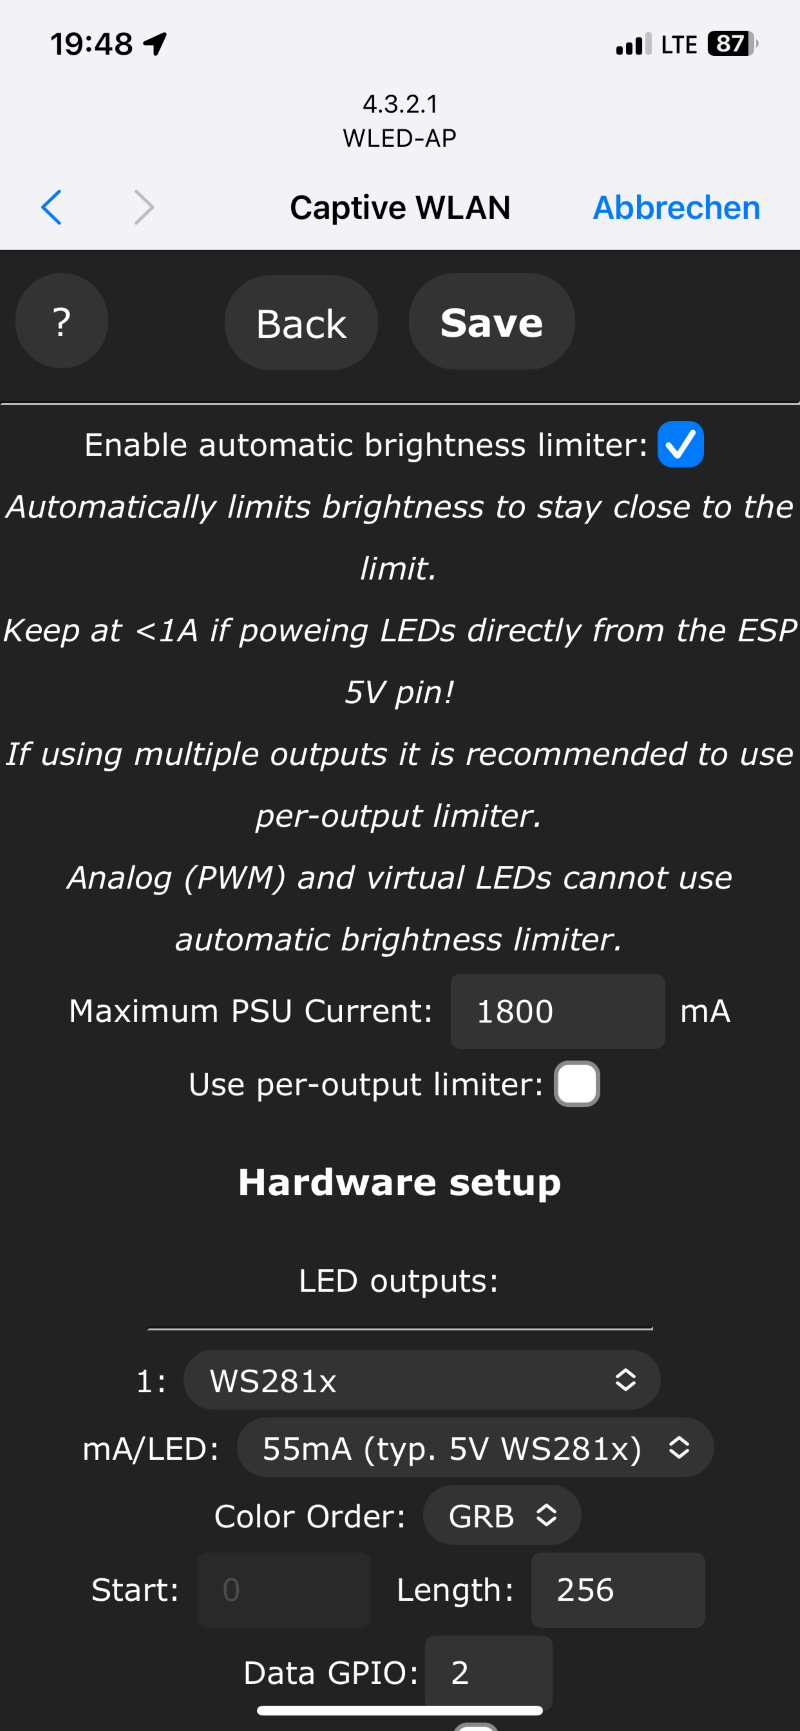 19:48
LTE 87
4.3.2.1
WLED-AP
Captive WLAN
Abbrechen
?
Back
Save
Enable automatic brightness limiter:
Automatically limits brightness to stay close to the
limit.
Keep at <1A if poweing LEDs directly from the ESP
5V pin!
If using multiple outputs it is recommended to use
per-output limiter.
Analog (PWM) and virtual LEDs cannot use
automatic brightness limiter.
Maximum PSU Current: 1800 mA
Use per-output limiter:
Hardware setup
LED outputs:
1: WS281x
mA/LED: 55mA (typ. 5V WS281x)
Color Order: GRB
Start: 0 Length: 256
Data GPIO: 2